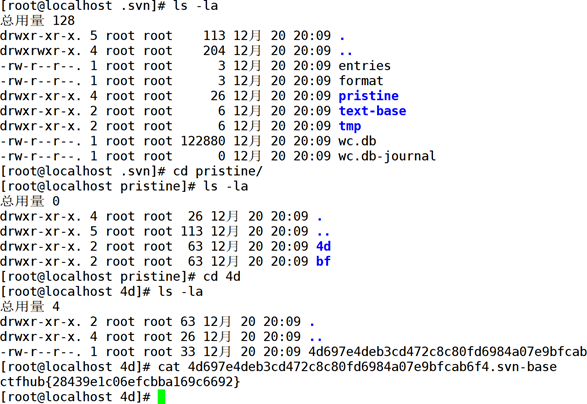 [root@localhost .svn]# ls -la
总用量 128
drwxr-xr-x. 5 root root    113 12月 20 20:09 .
drwxrwxr-x. 4 root root    204 12月 20 20:09 ..
-rw-r--r--. 1 root root      3 12月 20 20:09 entries
-rw-r--r--. 1 root root      3 12月 20 20:09 format
drwxr-xr-x. 4 root root     26 12月 20 20:09 pristine
drwxr-xr-x. 2 root root      6 12月 20 20:09 text-base
drwxr-xr-x. 2 root root      6 12月 20 20:09 tmp
-rw-r--r--. 1 root root 122880 12月 20 20:09 wc.db
-rw-r--r--. 1 root root      0 12月 20 20:09 wc.db-journal
[root@localhost .svn]# cd pristine/
[root@localhost pristine]# ls -la
总用量 0
drwxr-xr-x. 4 root root  26 12月 20 20:09 .
drwxr-xr-x. 5 root root 113 12月 20 20:09 ..
drwxr-xr-x. 2 root root  63 12月 20 20:09 4d
drwxr-xr-x. 2 root root  63 12月 20 20:09 bf
[root@localhost pristine]# cd 4d
[root@localhost 4d]# ls -la
总用量 4
drwxr-xr-x. 2 root root 63 12月 20 20:09 .
drwxr-xr-x. 4 root root 26 12月 20 20:09 ..
-rw-r--r--. 1 root root 33 12月 20 20:09 4d697e4deb3cd472c8c80fd6984a07e9bfcab
[root@localhost 4d]# cat 4d697e4deb3cd472c8c80fd6984a07e9bfcab6f4.svn-base
ctfhub{28439e1c06efcbba169c6692}
[root@localhost 4d]#